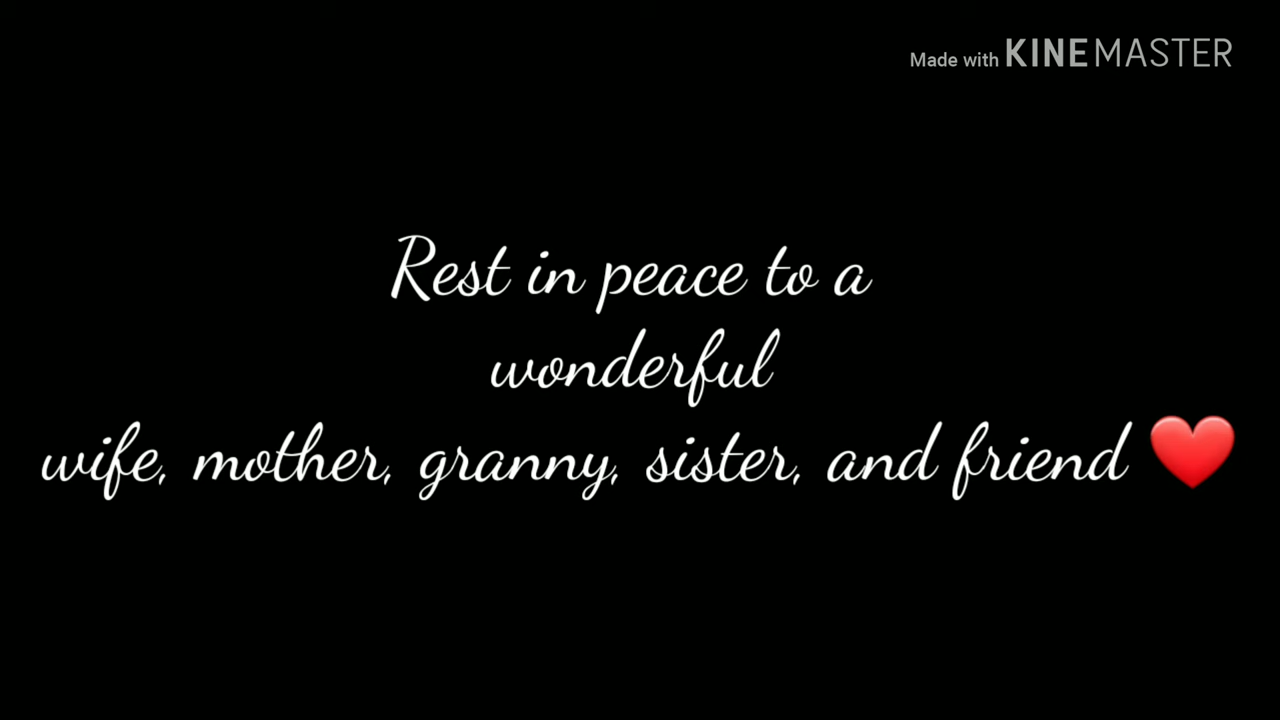 Made with KINEMASTER
Rest in peace to a
wonderful
wife, mother, granny, sister, and friend ❤️